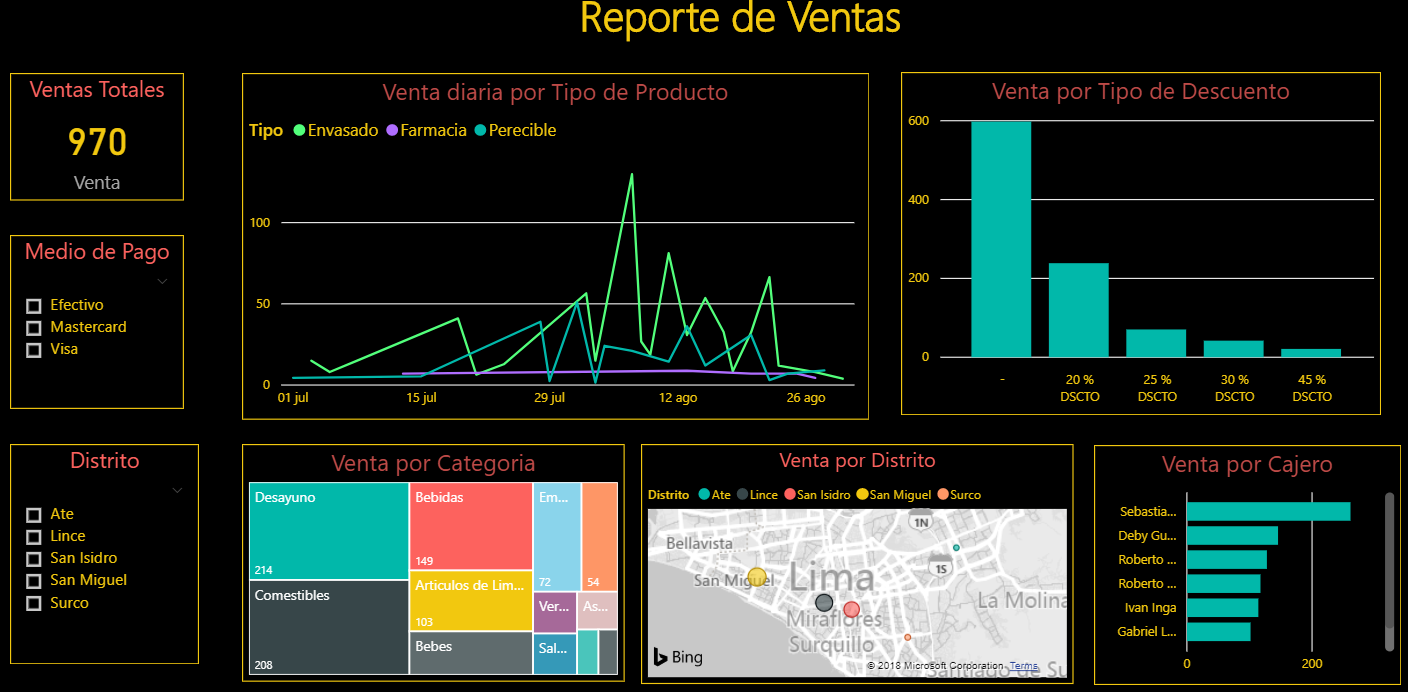 Reporte de Ventas
Ventas Totales
970
Venta
Medio de Pago
Efectivo
Mastercard
Visa
Distrito
Ate
Lince
San Isidro
San Miguel
Surco
Venta diaria por Tipo de Producto
Tipo Envasado Farmacia Perecible
100
50
0
01 jul 15 jul 29 jul 12 ago 26 ago
Venta por Tipo de Descuento
600
400
200
0
- 20 % DSCTO 25 % DSCTO 30 % DSCTO 45 % DSCTO
Venta por Categoria
Desayuno
214
Comestibles
208
Bebidas
149
Articulos de Lim...
103
Bebes
Em...
72
54
Ver...
As...
Sal...
Venta por Distrito
Distrito Ate Lince San Isidro San Miguel Surco
1N
Bellavista
1S
San Miguel
Lima
La Molina
Miraflores
Surquillo
Bing
© 2018 Microsoft Corporation Terms
Santiago de Su
Venta por Cajero
Sebastia...
Deby Gu...
Roberto ...
Roberto ...
Ivan Inga
Gabriel L...
0 200